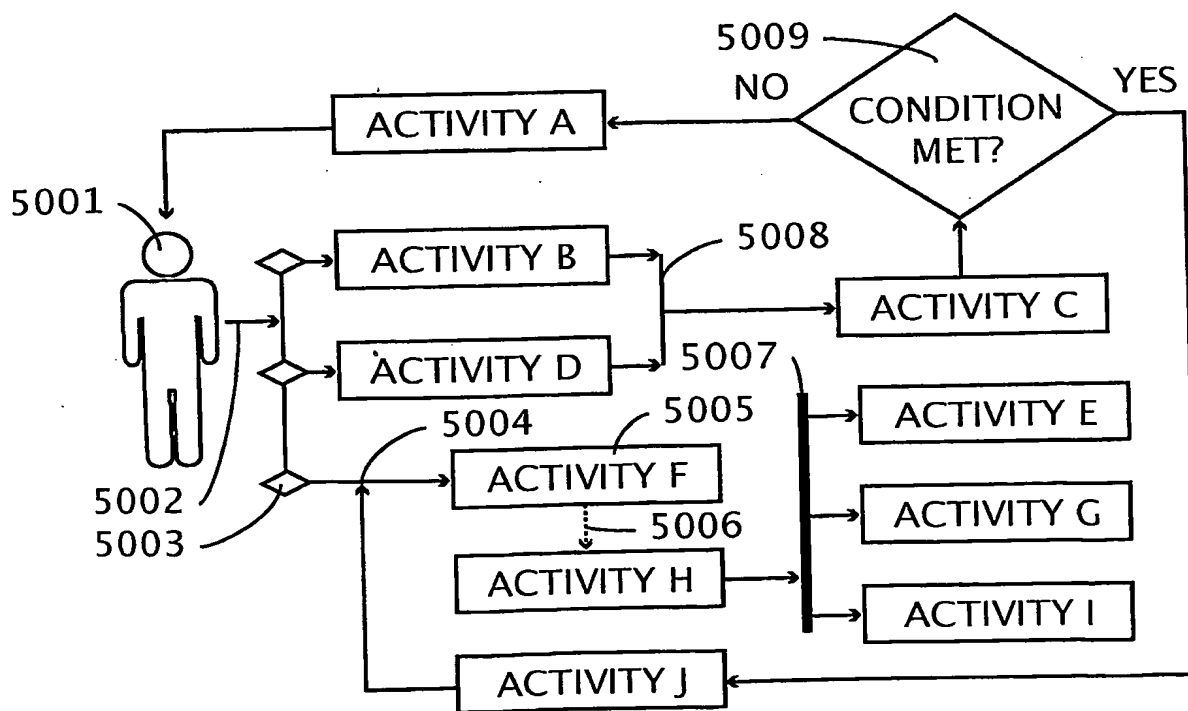 5009
NO
YES
ACTIVITY A
CONDITION
MET?
5001
ACTIVITY B
5008
ACTIVITY C
ACTIVITY D
5007
5004
5005
ACTIVITY E
ACTIVITY F
5002
5003
5006
ACTIVITY G
ACTIVITY H
ACTIVITY I
ACTIVITY J